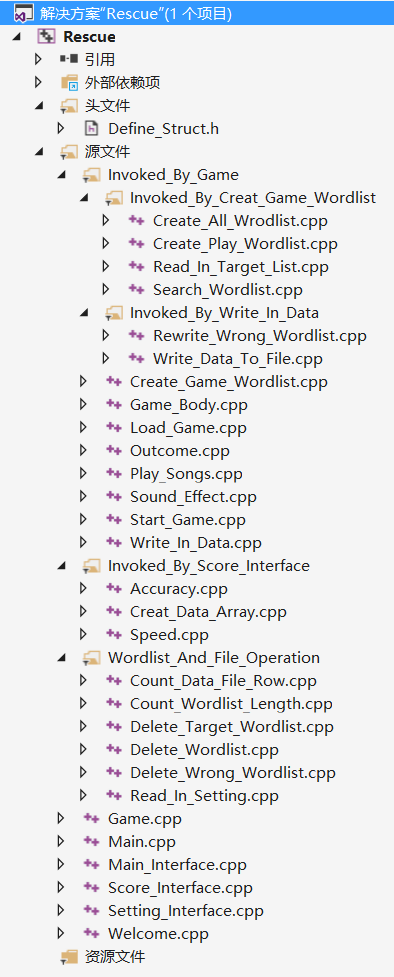 解决方案“Rescue”(1 个项目)
Rescue
引用
外部依赖项
头文件
Define_Struct.h
源文件
Invoked_By_Game
Invoked_By_Creat_Game_Wordlist
Create_All_Wrodlist.cpp
Create_Play_Wordlist.cpp
Read_In_Target_List.cpp
Search_Wordlist.cpp
Invoked_By_Write_In_Data
Rewrite_Wrong_Wordlist.cpp
Write_Data_To_File.cpp
Create_Game_Wordlist.cpp
Game_Body.cpp
Load_Game.cpp
Outcome.cpp
Play_Songs.cpp
Sound_Effect.cpp
Start_Game.cpp
Write_In_Data.cpp
Invoked_By_Score_Interface
Accuracy.cpp
Creat_Data_Array.cpp
Speed.cpp
Wordlist_And_File_Operation
Count_Data_File_Row.cpp
Count_Wordlist_Length.cpp
Delete_Target_Wordlist.cpp
Delete_Wordlist.cpp
Delete_Wrong_Wordlist.cpp
Read_In_Setting.cpp
Game.cpp
Main.cpp
Main_Interface.cpp
Score_Interface.cpp
Setting_Interface.cpp
Welcome.cpp
资源文件